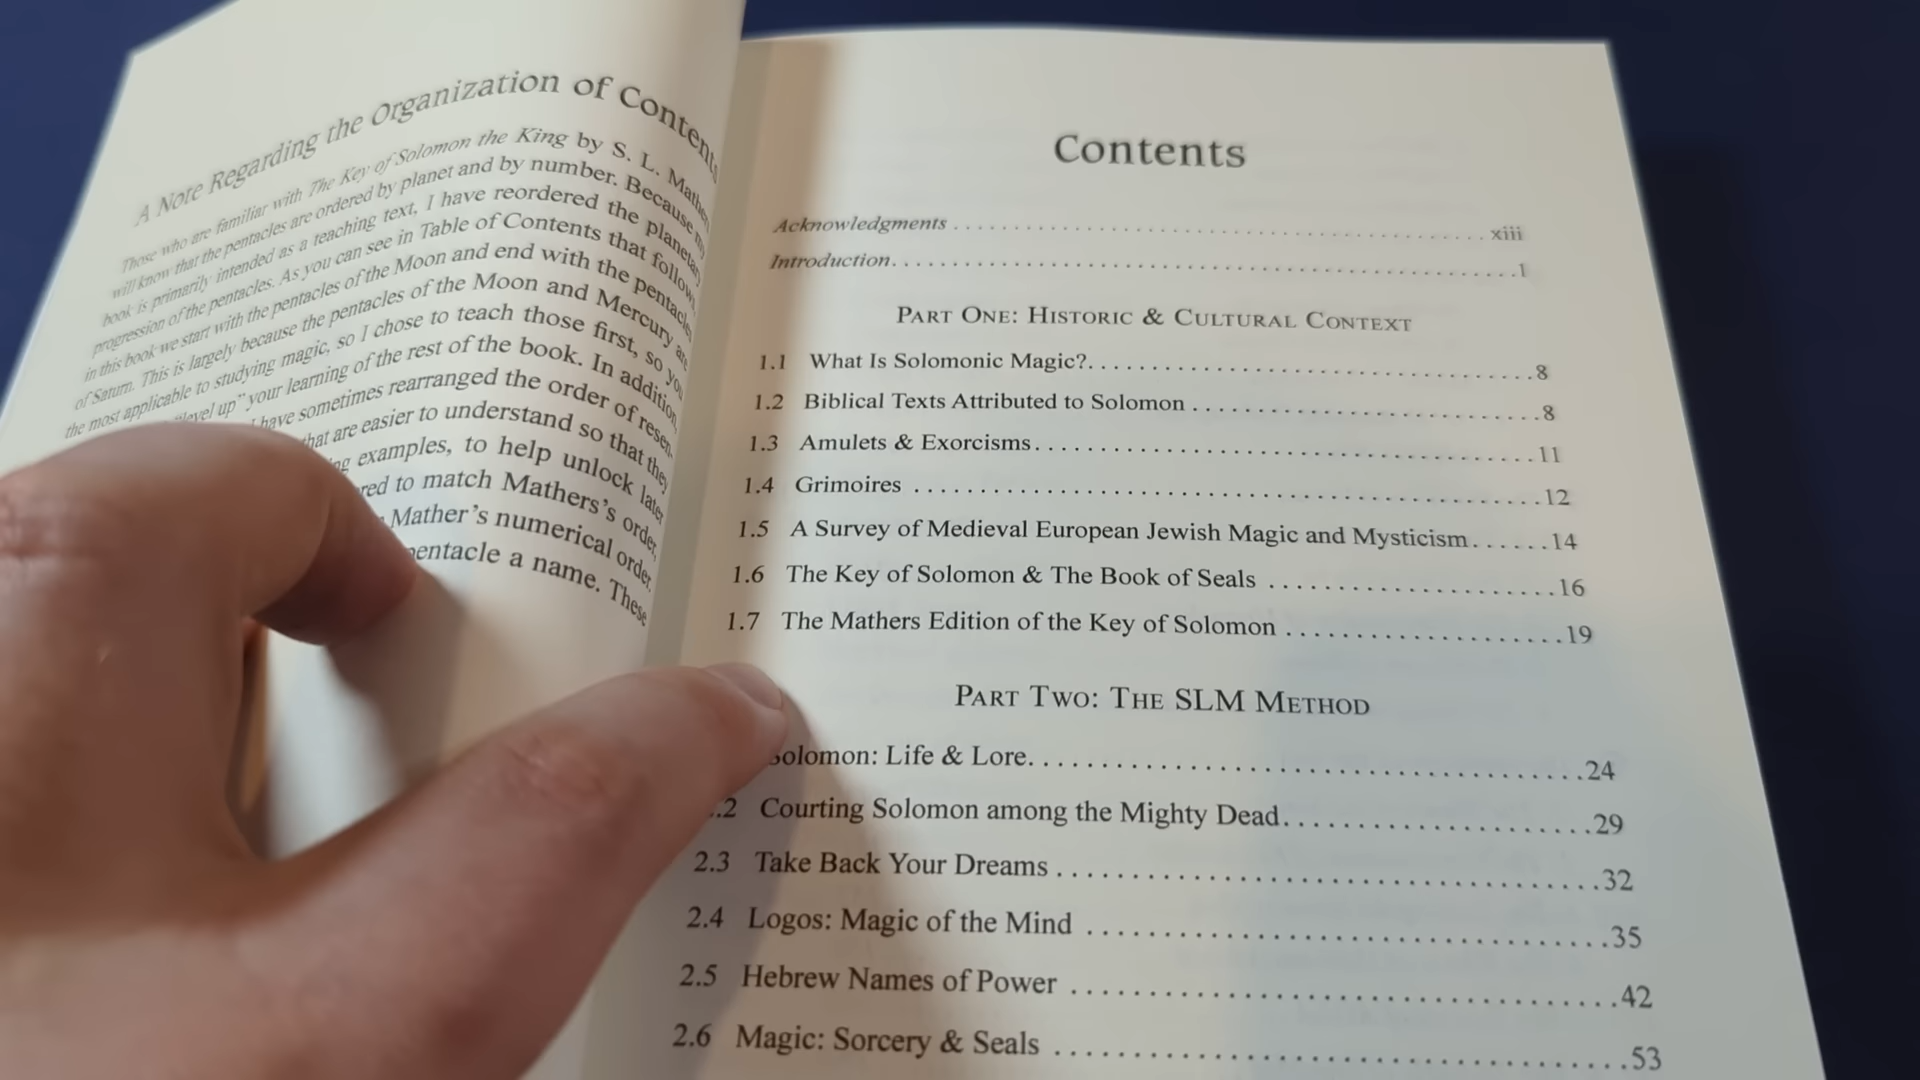 A Note Regarding the Organization of Contents
Those who are familiar with The Key of Solomon the King by S. L. Mather
will know that the pentacles are ordered by planet and by number. Because my
book is primarily intended as a teaching text, I have reordered the planetary
progression of the pentacles. As you can see in Table of Contents that follow
in this book we start with the pentacles of the Moon and end with the pentacles
of Saturn. This is largely because the pentacles of the Moon and Mercury are
the most applicable to studying magic, so I chose to teach those first, so you
"level up" your learning of the rest of the book. In addition,
I have sometimes rearranged the order of
that are easier to understand so that they
examples, to help unlock later
to match Mathers's order,
Mather's numerical order,
pentacle a name. These
Contents
Acknowledgments . . . . . . . . . . . . . . . . . . . . . . . . . . . . . . . . . . . . . . . . xiii
Introduction. . . . . . . . . . . . . . . . . . . . . . . . . . . . . . . . . . . . . . . . . . . 1
Part One: Historic & Cultural Context
1.1 What Is Solomonic Magic?. . . . . . . . . . . . . . . . . . . . . . . . . . . . . . 8
1.2 Biblical Texts Attributed to Solomon . . . . . . . . . . . . . . . . . . . . . . . 8
1.3 Amulets & Exorcisms. . . . . . . . . . . . . . . . . . . . . . . . . . . . . . . . . 11
1.4 Grimoires . . . . . . . . . . . . . . . . . . . . . . . . . . . . . . . . . . . . . . . . 12
1.5 A Survey of Medieval European Jewish Magic and Mysticism. . . . . . 14
1.6 The Key of Solomon & The Book of Seals . . . . . . . . . . . . . . . . . . 16
1.7 The Mathers Edition of the Key of Solomon . . . . . . . . . . . . . . . . . 19
Part Two: The SLM Method
Solomon: Life & Lore. . . . . . . . . . . . . . . . . . . . . . . . . . . . . . . . . . 24
.2 Courting Solomon among the Mighty Dead. . . . . . . . . . . . . . . . . . 29
2.3 Take Back Your Dreams . . . . . . . . . . . . . . . . . . . . . . . . . . . . . . . 32
2.4 Logos: Magic of the Mind . . . . . . . . . . . . . . . . . . . . . . . . . . . . . . 35
2.5 Hebrew Names of Power . . . . . . . . . . . . . . . . . . . . . . . . . . . . . . . 42
2.6 Magic: Sorcery & Seals . . . . . . . . . . . . . . . . . . . . . . . . . . . . . . . . 53